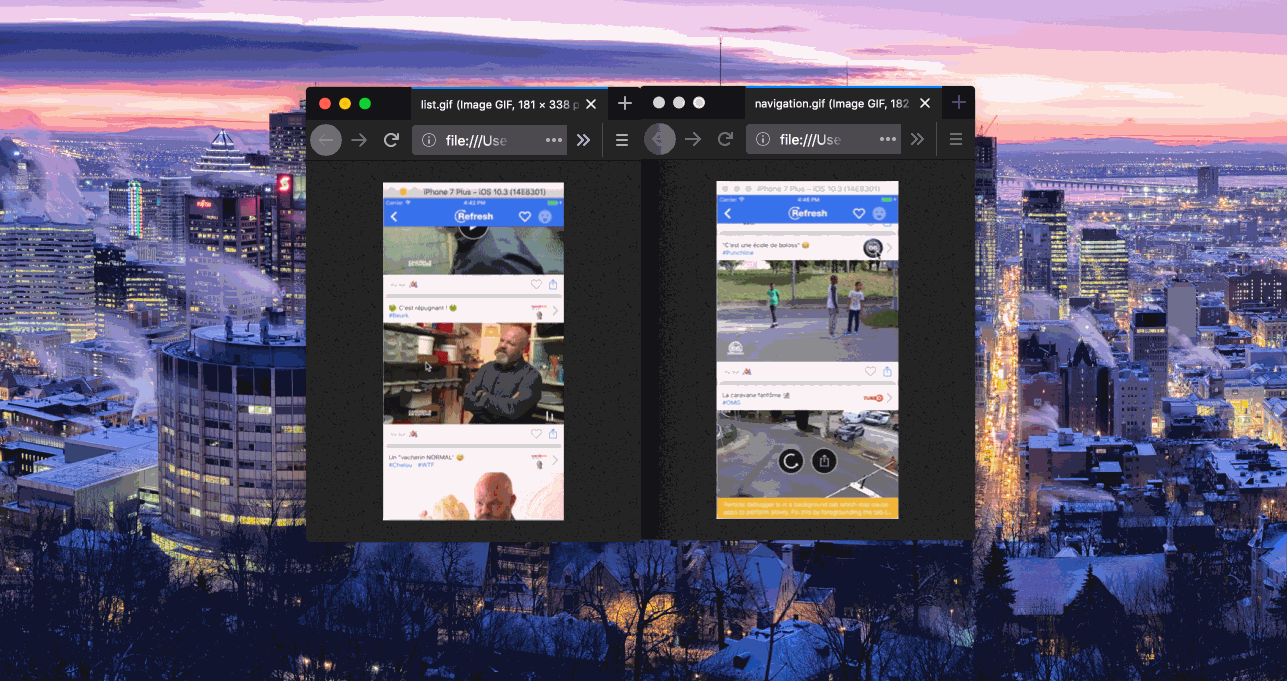 list.gif (Image GIF, 181 × 338 p
file:///Use
iPhone 7 Plus – iOS 10.3 (14E8301)
Carrier
4:42 PM
Refresh
C'est répugnant !
#Beurk
Un "vacherin NORMAL"
#Chelou #WTF
navigation.gif (Image GIF, 182
file:///Use
iPhone 7 Plus – iOS 10.3 (14E8301)
Carrier
4:46 PM
Refresh
"C'est une école de boloss"
#Punchline
La caravane fantôme
#OMG
TURBO
Remote debugger is in a background tab which may cause
apps to perform slowly. Fix this by foregrounding the tab (
FUJITSU